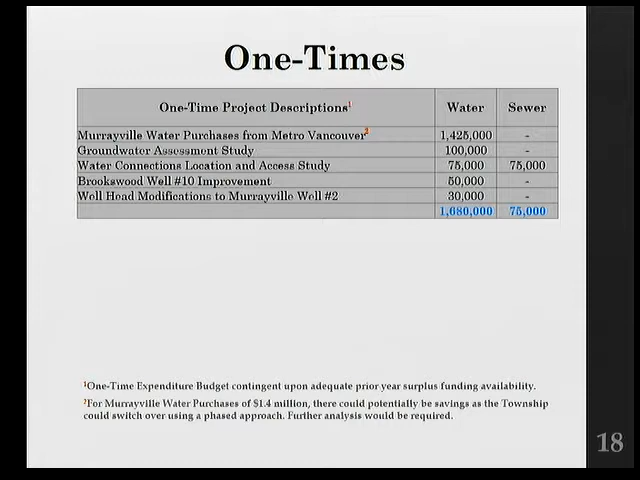 One-Times
One-Time Project Descriptions¹ Water Sewer
Murrayville Water Purchases from Metro Vancouver² 1,425,000 -
Groundwater Assessment Study 100,000 -
Water Connections Location and Access Study 75,000 75,000
Brookswood Well #10 Improvement 50,000 -
Well Head Modifications to Murrayville Well #2 30,000 -
1,680,000 75,000
¹One-Time Expenditure Budget contingent upon adequate prior year surplus funding availability.
²For Murrayville Water Purchases of $1.4 million, there could potentially be savings as the Township
could switch over using a phased approach. Further analysis would be required.
18